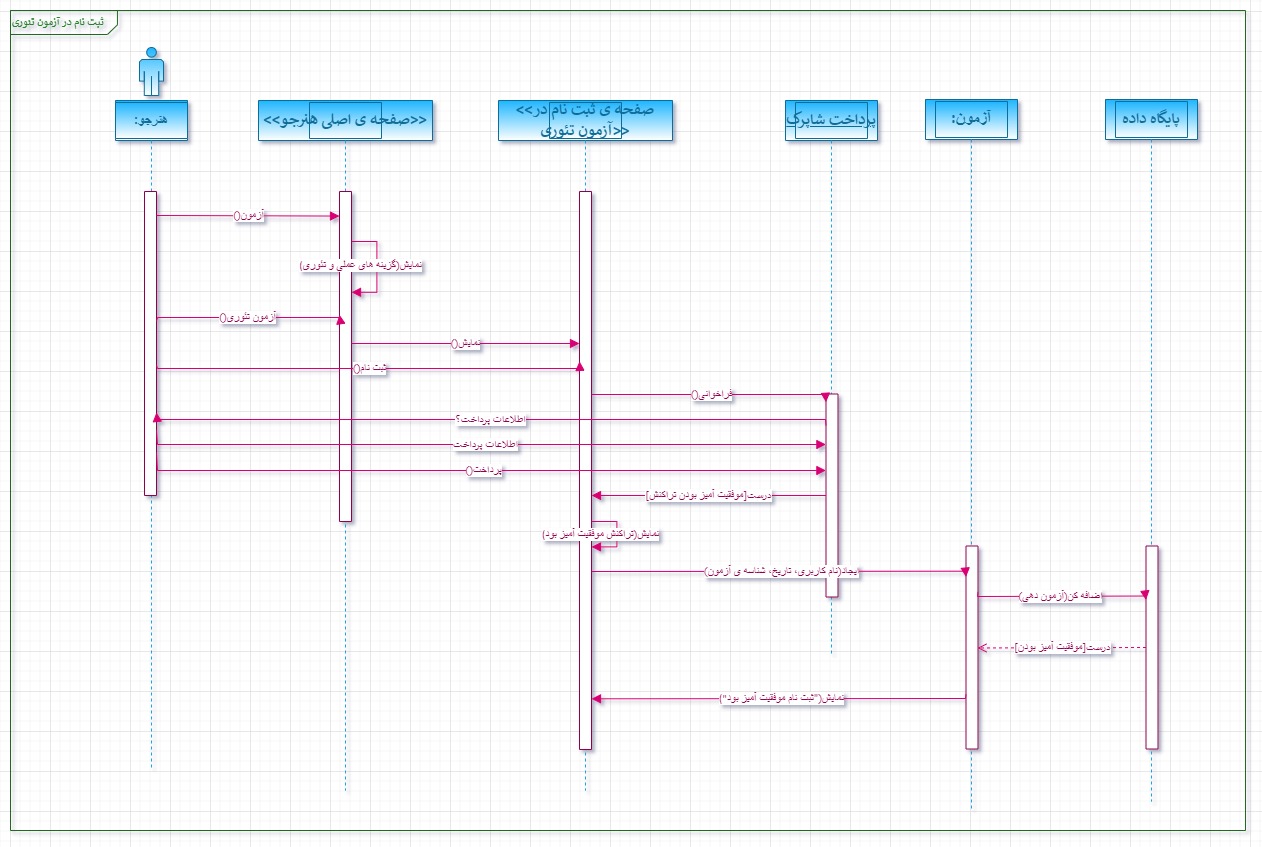 ثبت نام در آزمون تئوری
هنرجو:
<<صفحه ی اصلی هنرجو>>
<<صفحه ی ثبت نام در
آزمون تئوری>>
پرداخت شاپرک
آزمون:
پایگاه داده
آزمون()
نمایش(گزینه های عملی و تئوری)
آزمون تئوری()
نمایش()
ثبت نام()
فراخوانی()
اطلاعات پرداخت؟
اطلاعات پرداخت
پرداخت()
درست[موفقیت آمیز بودن تراکنش]
نمایش(تراکنش موفقیت آمیز بود)
ایجاد(نام کاربری، تاریخ، شناسه ی آزمون)
اضافه کن(آزمون دهی)
درست[موفقیت آمیز بودن]
نمایش("ثبت نام موفقیت آمیز بود")